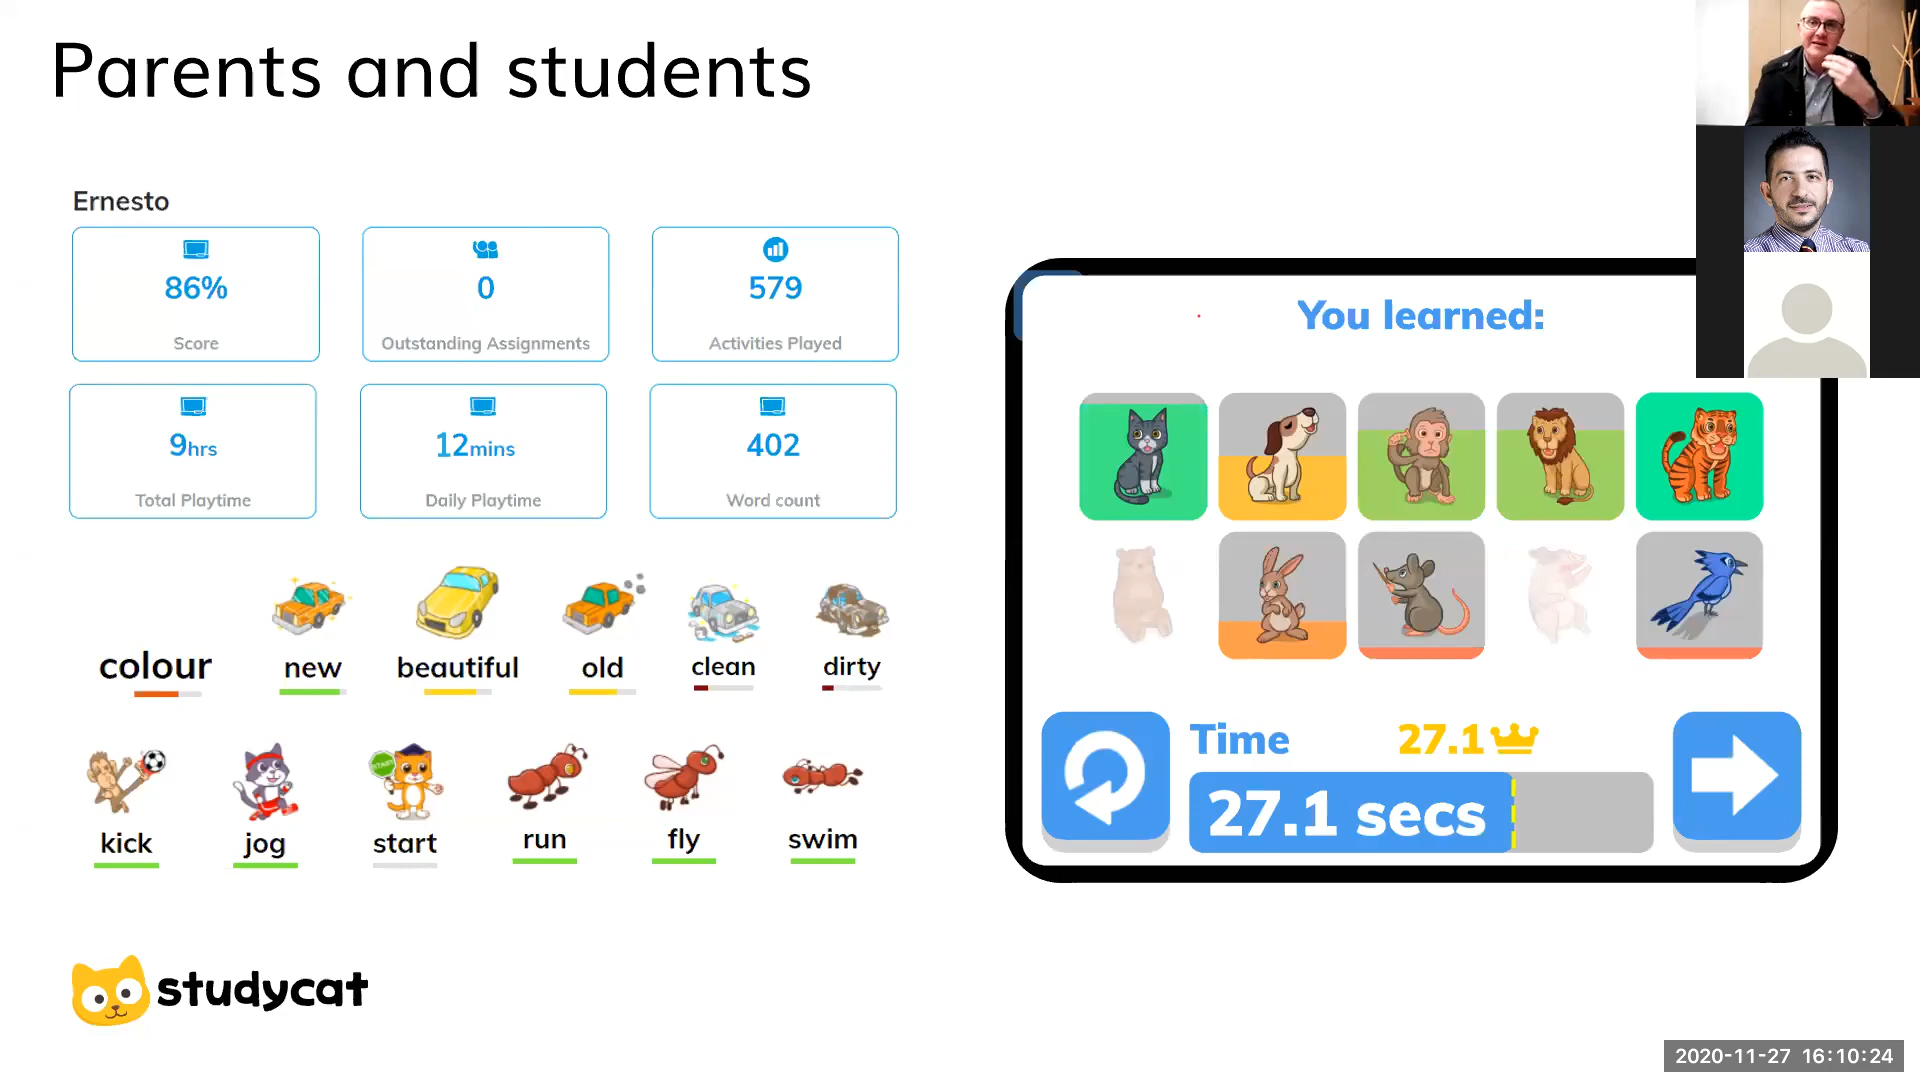 Parents and students
Ernesto
86%
Score
0
Outstanding Assignments
579
Activities Played
9hrs
Total Playtime
12mins
Daily Playtime
402
Word count
colour
new
beautiful
old
clean
dirty
START
kick
jog
start
run
fly
swim
studycat
You learned:
Time
27.1
27.1 secs
2020-11-27 16:10:24